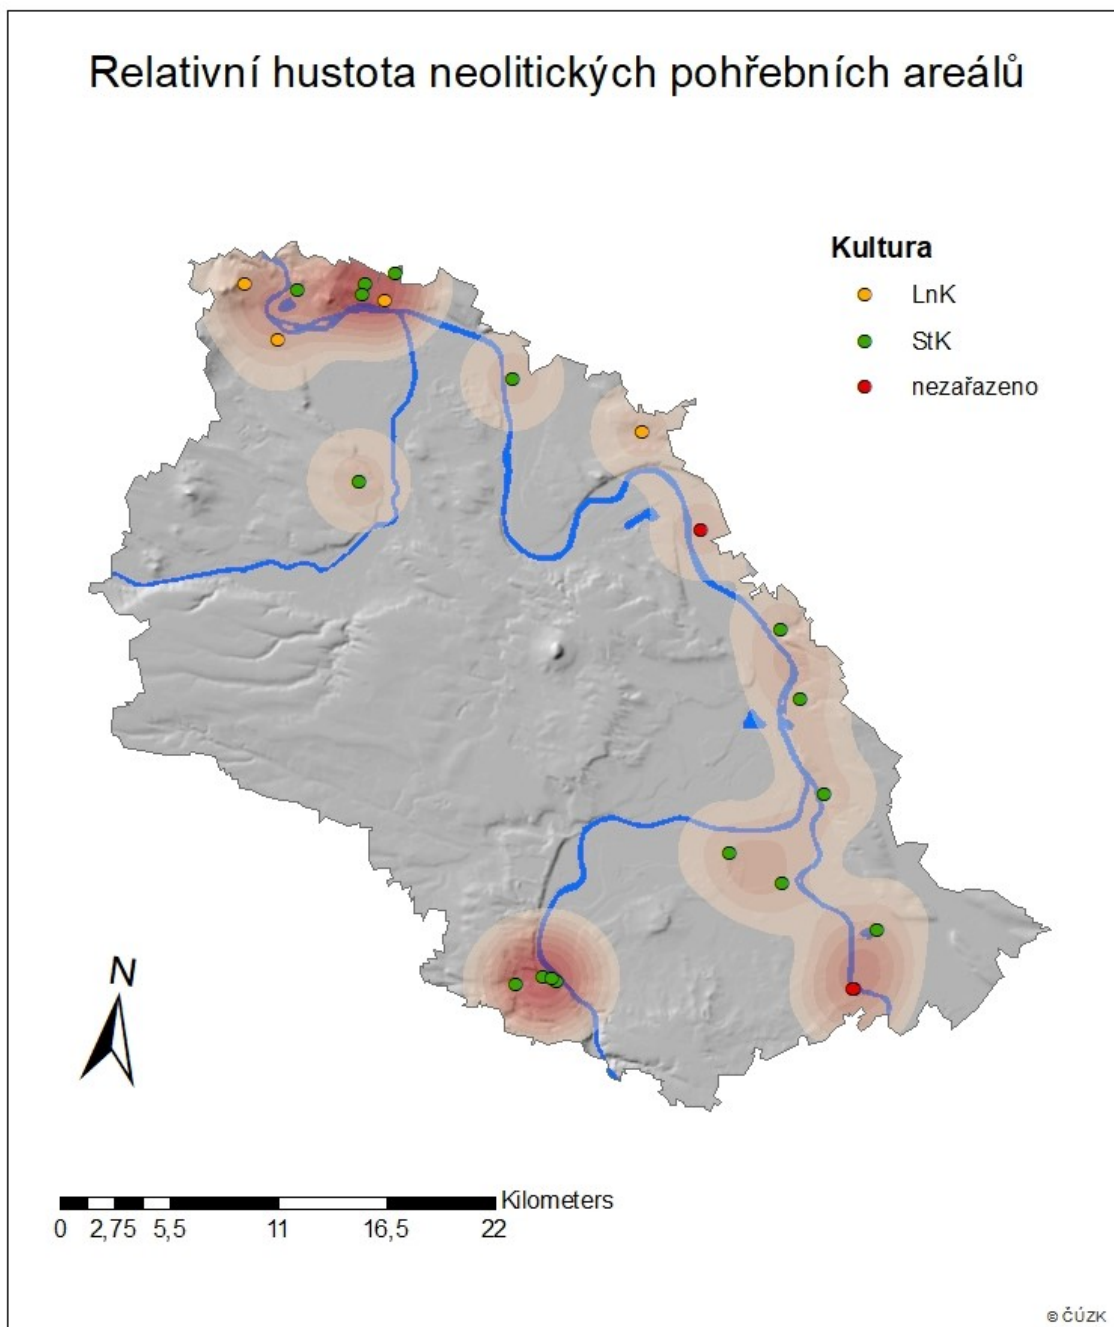 Relativní hustota neolitických pohřebních areálů
Kultura
LnK
StK
nezařazeno
N
Kilometers
0 2,75 5,5 11 16,5 22
© ČÚZK